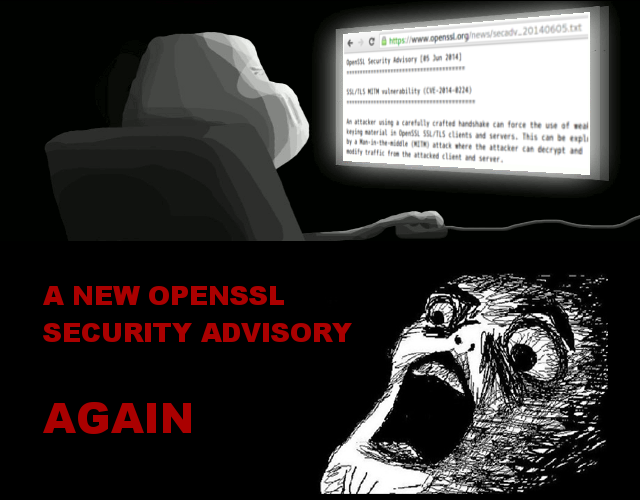 https://www.openssl.org/news/secadv_20140605.txt
OpenSSL Security Advisory [05 Jun 2014]
========================================
SSL/TLS MITM vulnerability (CVE-2014-0224)
===========================================
An attacker using a carefully crafted handshake can force the use of weak
keying material in OpenSSL SSL/TLS clients and servers. This can be expl
by a Man-in-the-middle (MITM) attack where the attacker can decrypt and
modify traffic from the attacked client and server.
A NEW OPENSSL
SECURITY ADVISORY
AGAIN